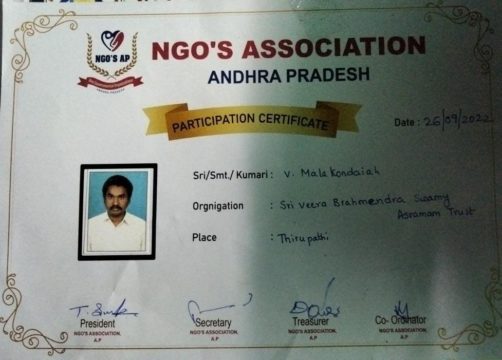 NGO'S AP
NGO'S ASSOCIATION
ANDHRA PRADESH
PARTICIPATION CERTIFICATE
Date : 26/09/2022
Sri/Smt./ Kumari : V. Mala Kondaiah
Orgnigation : Sri Veera Brahmendra Swamy
Asramam Trust
Place : Thirupathi
President Secretary Treasurer Co- Ordinator
NGO'S ASSOCIATION, NGO'S ASSOCIATION, NGO'S ASSOCIATION, NGO'S ASSOCIATION,
A.P A.P A.P A.P